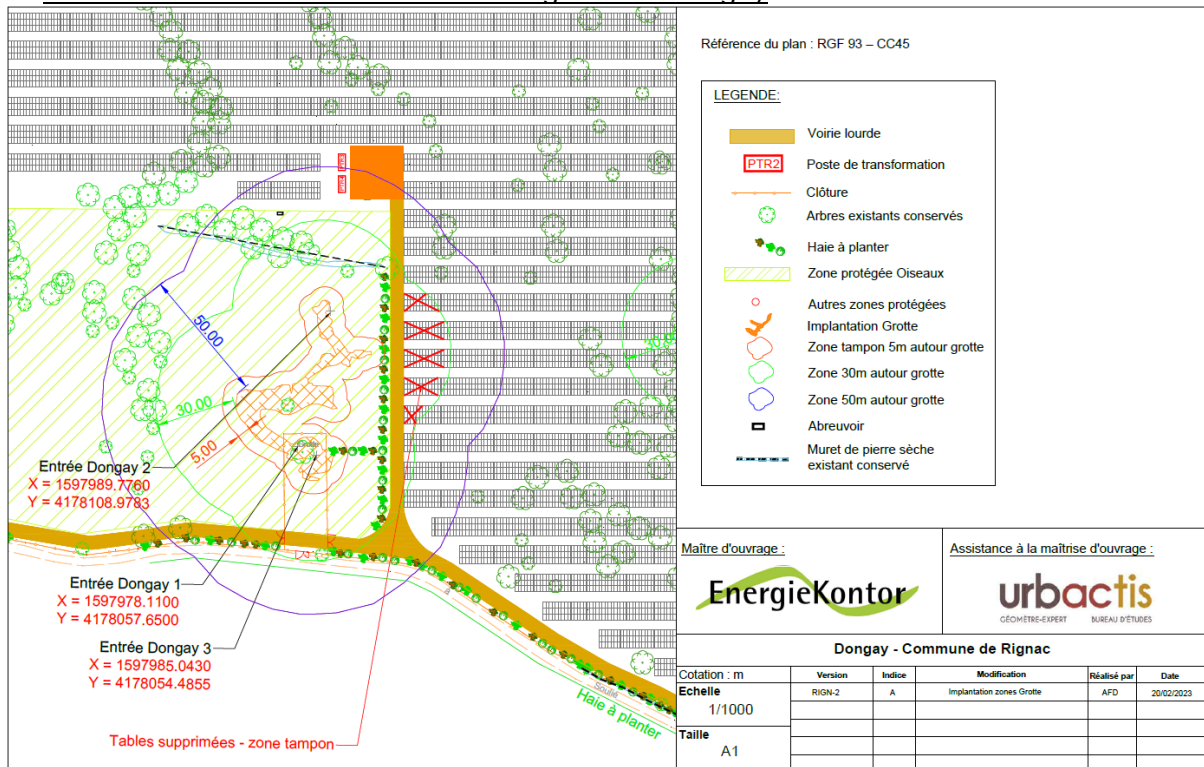 Référence du plan : RGF 93 – CC45
LEGENDE:
Voirie lourde
PTR2
Poste de transformation
Clôture
Arbres existants conservés
Haie à planter
Zone protégée Oiseaux
Autres zones protégées
Implantation Grotte
Zone tampon 5m autour grotte
Zone 30m autour grotte
Zone 50m autour grotte
Abreuvoir
Muret de pierre sèche
existant conservé
50.00
30.00
5,00
30.00
Entrée Dongay 2
X = 1597989.7760
Y = 4178108.9783
Entrée Dongay 1
X = 1597978.1100
Y = 4178057.6500
Entrée Dongay 3
X = 1597985.0430
Y = 4178054.4855
Tables supprimées - zone tampon
Haie à planter
Maître d'ouvrage :
EnergieKontor
Assistance à la maîtrise d'ouvrage :
urbactis
GÉOMÈTRE-EXPERT BUREAU D'ÉTUDES
Dongay - Commune de Rignac
Cotation : m
Echelle
1/1000
Taille
A1
Version Indice Modification Réalisé par Date
RIGN-2 A Implantation zones Grotte AFD 20/02/2023